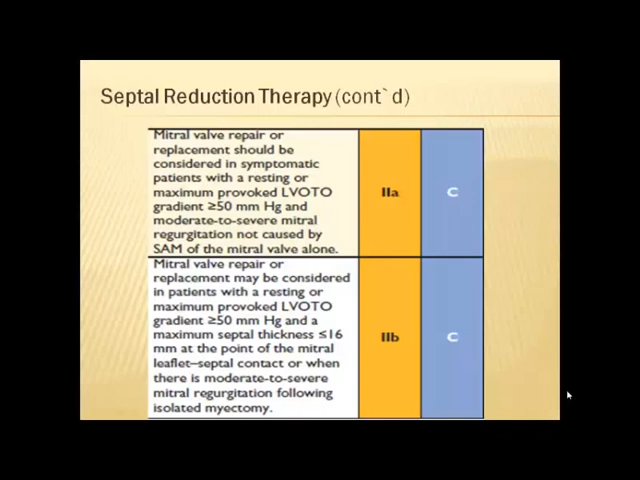 Septal Reduction Therapy (cont`d)
Mitral valve repair or
replacement should be
considered in symptomatic
patients with a resting or
maximum provoked LVOTO
gradient ≥50 mm Hg and
moderate-to-severe mitral
regurgitation not caused by
SAM of the mitral valve alone.
IIa
C
Mitral valve repair or
replacement may be considered
in patients with a resting or
maximum provoked LVOTO
gradient ≥50 mm Hg and a
maximum septal thickness ≤16
mm at the point of the mitral
leaflet–septal contact or when
there is moderate-to-severe
mitral regurgitation following
isolated myectomy.
IIb
C